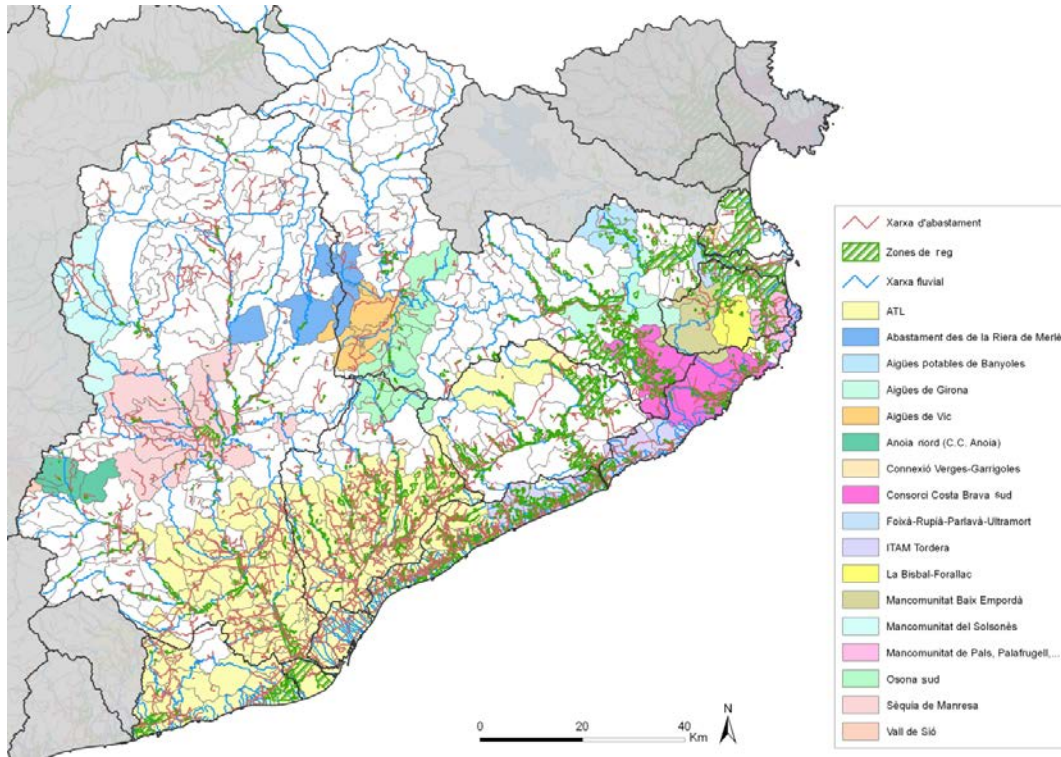 Xarxa d'abastament
Zones de reg
Xarxa fluvial
ATL
Abastament des de la Riera de Merlè
Aigües potables de Banyoles
Aigües de Girona
Aigües de Vic
Anoia nord (C.C. Anoia)
Connexió Verges-Garrigoles
Consorci Costa Brava sud
Foixà-Rupià-Parlavà-Ultramort
ITAM Tordera
La Bisbal-Forallac
Mancomunitat Baix Empordà
Mancomunitat del Solsonès
Mancomunitat de Pals, Palafrugell,...
Osona sud
Sèquia de Manresa
Vall de Sió
0 20 40
Km
N